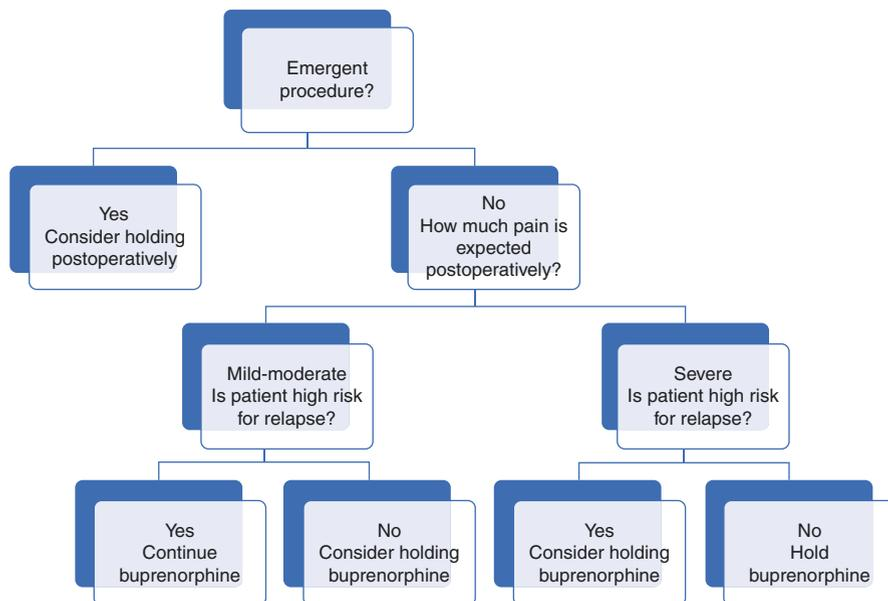 Emergent
procedure?
Yes
Consider holding
postoperatively
No
How much pain is
expected
postoperatively?
Mild-moderate
Is patient high risk
for relapse?
Severe
Is patient high risk
for relapse?
Yes
Continue
buprenorphine
No
Consider holding
buprenorphine
Yes
Consider holding
buprenorphine
No
Hold
buprenorphine